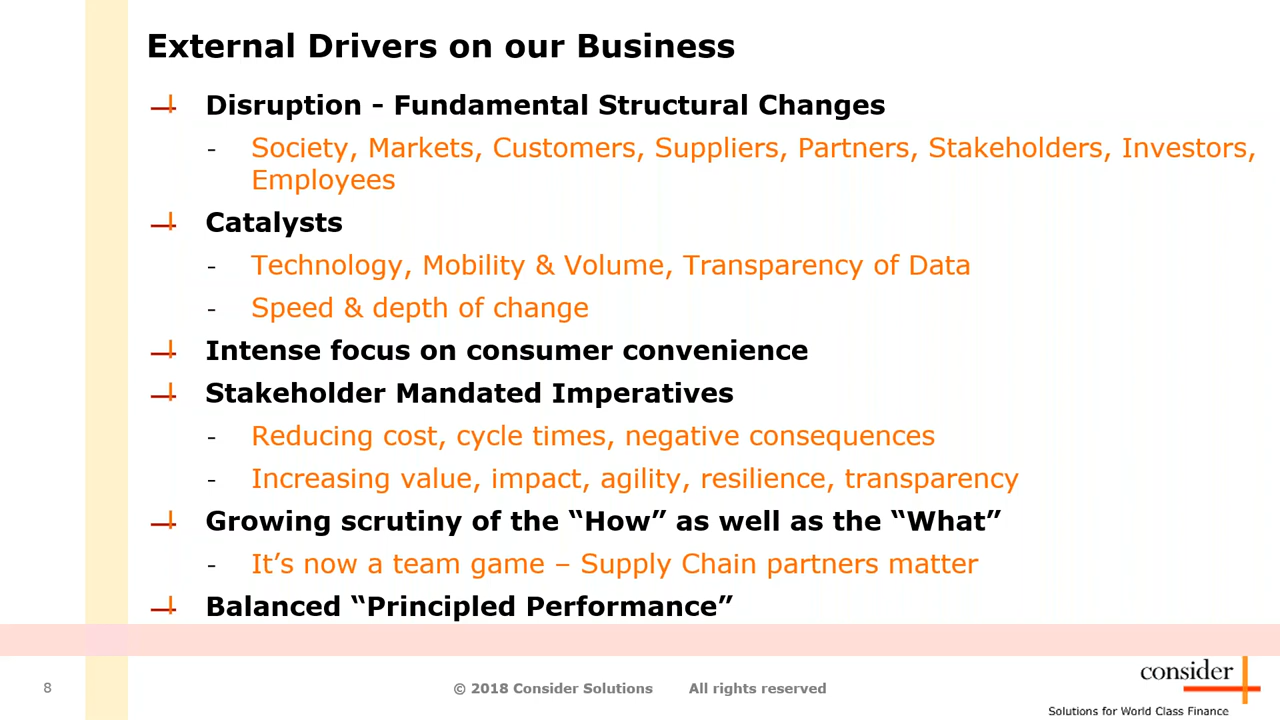 External Drivers on our Business
Disruption - Fundamental Structural Changes
- Society, Markets, Customers, Suppliers, Partners, Stakeholders, Investors,
Employees
Catalysts
- Technology, Mobility & Volume, Transparency of Data
- Speed & depth of change
Intense focus on consumer convenience
Stakeholder Mandated Imperatives
- Reducing cost, cycle times, negative consequences
- Increasing value, impact, agility, resilience, transparency
Growing scrutiny of the “How” as well as the “What”
- It’s now a team game – Supply Chain partners matter
Balanced “Principled Performance”
8
© 2018 Consider Solutions All rights reserved
consider
Solutions for World Class Finance